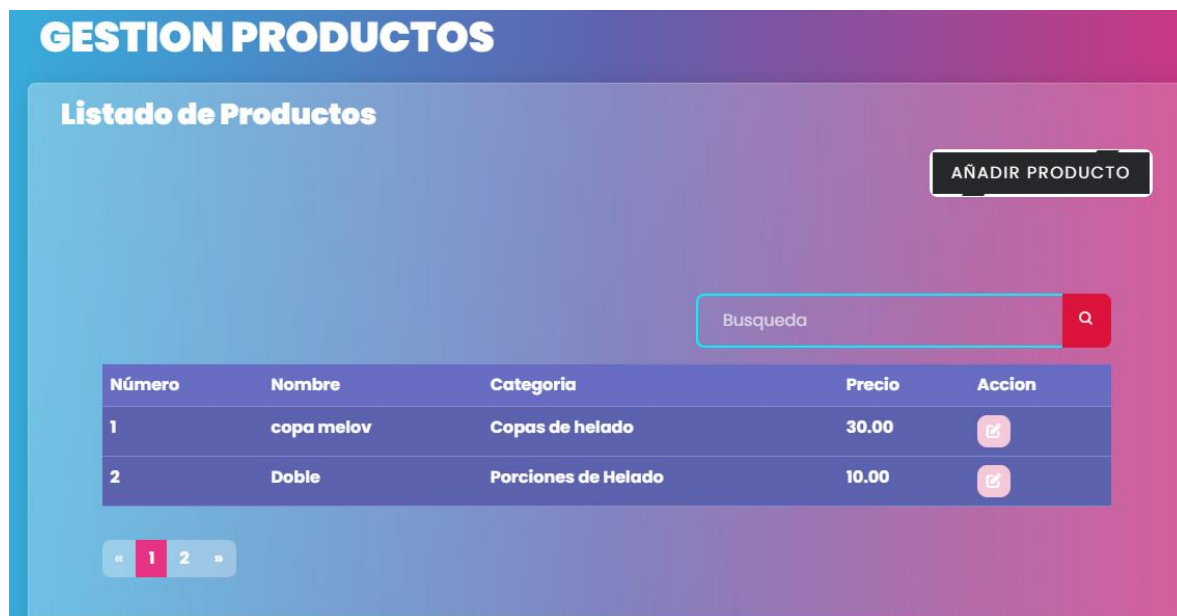 GESTION PRODUCTOS
Listado de Productos
AÑADIR PRODUCTO
Busqueda
Número Nombre Categoria Precio Accion
1 copa melov Copas de helado 30.00
2 Doble Porciones de Helado 10.00
« 1 2 »